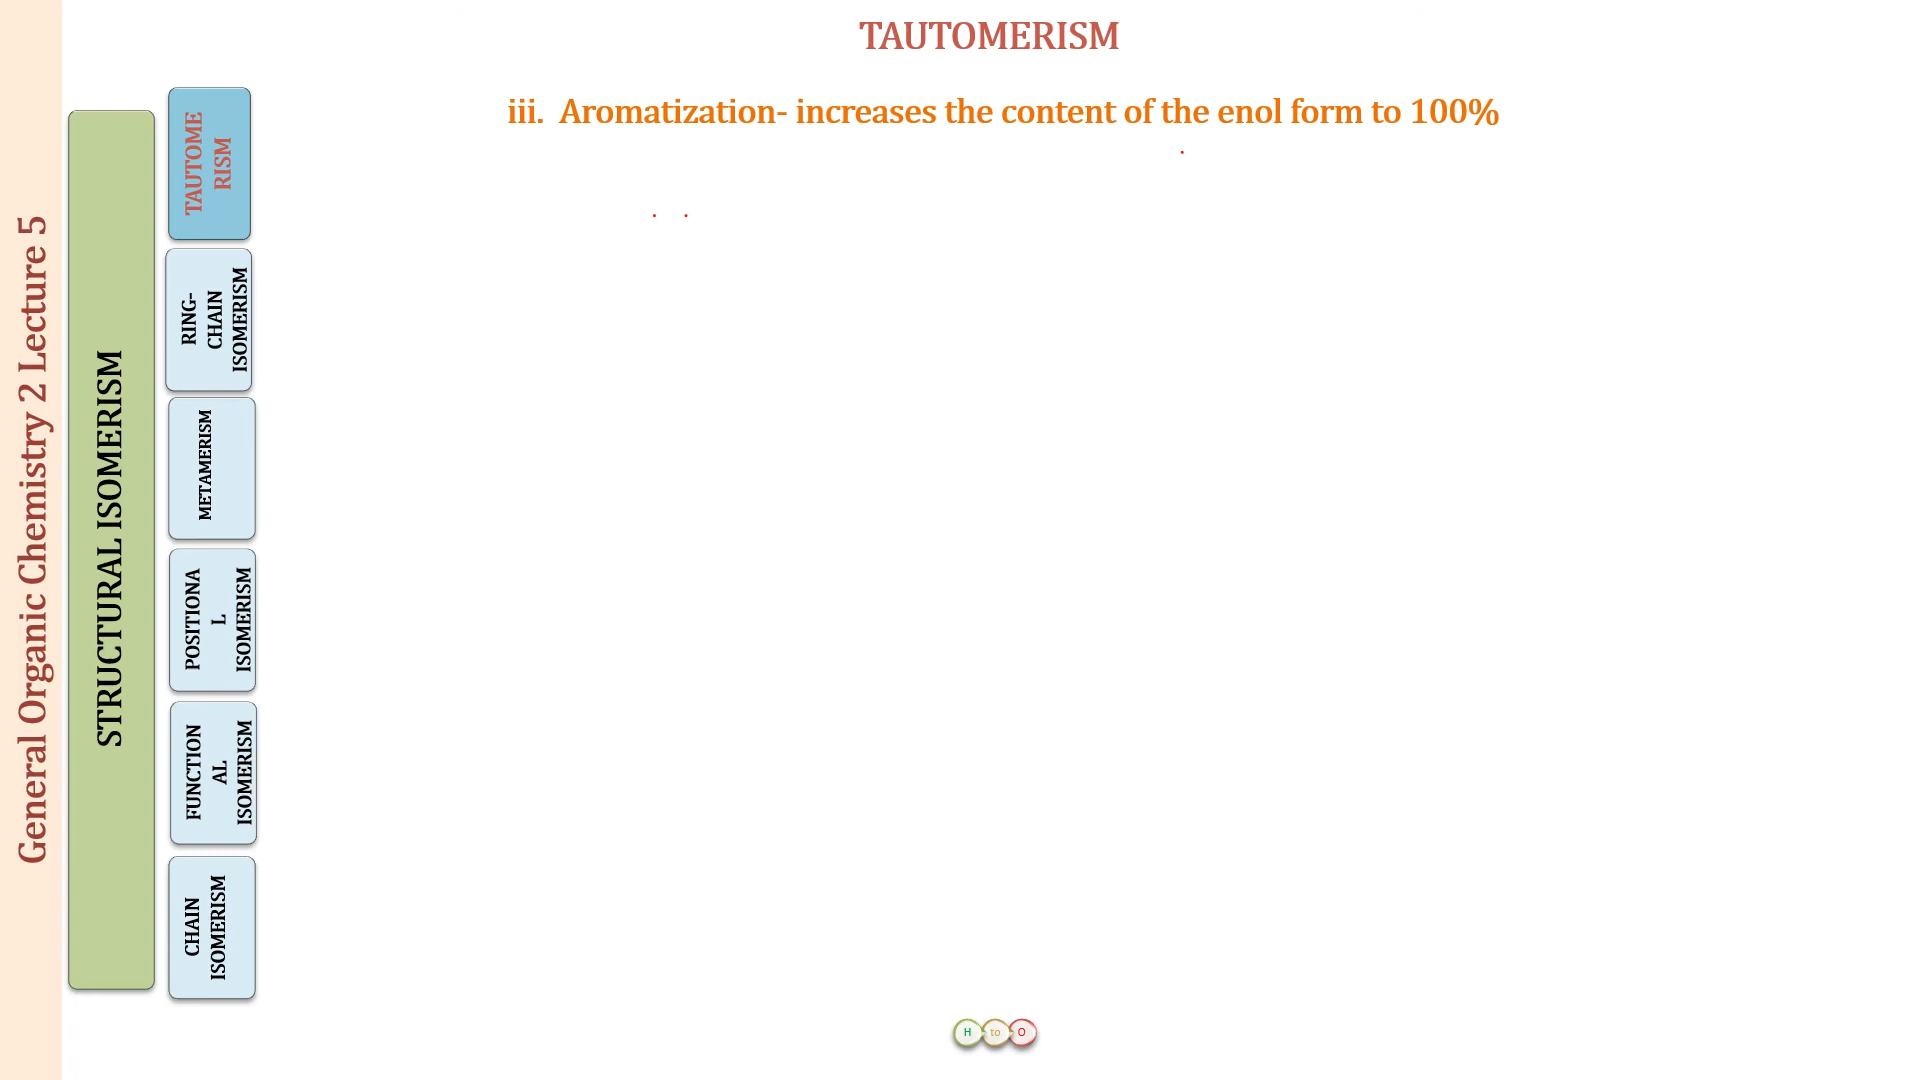 TAUTOMERISM
iii. Aromatization- increases the content of the enol form to 100%
General Organic Chemistry 2 Lecture 5
STRUCTURAL ISOMERISM
TAUTOME
RISM
RING-
CHAIN
ISOMERISM
METAMERISM
POSITIONA
L
ISOMERISM
FUNCTION
AL
ISOMERISM
CHAIN
ISOMERISM
H to O